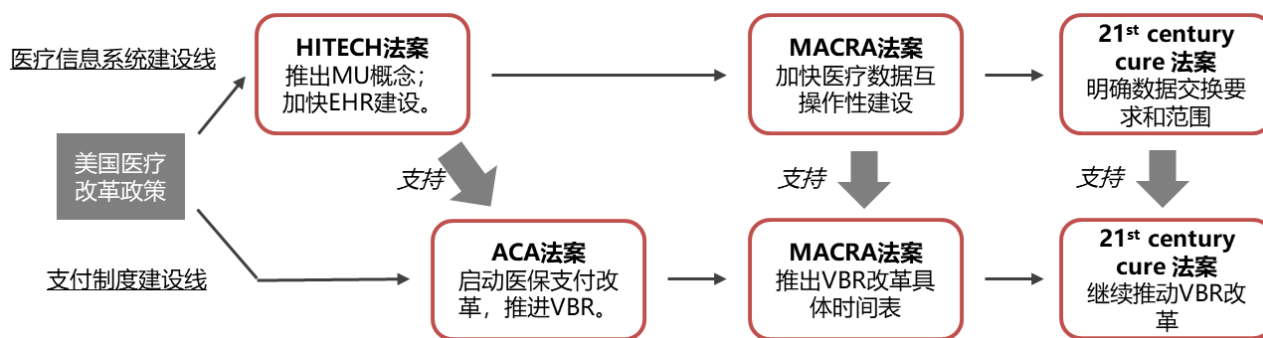 医疗信息系统建设线
HITECH法案
推出MU概念；
加快EHR建设。
MACRA法案
加快医疗数据互
操作性建设
21st century
cure 法案
明确数据交换要
求和范围
美国医疗
改革政策
支持
支持
支持
支付制度建设线
ACA法案
启动医保支付改
革，推进VBR。
MACRA法案
推出VBR改革具
体时间表
21st century
cure 法案
继续推动VBR改
革